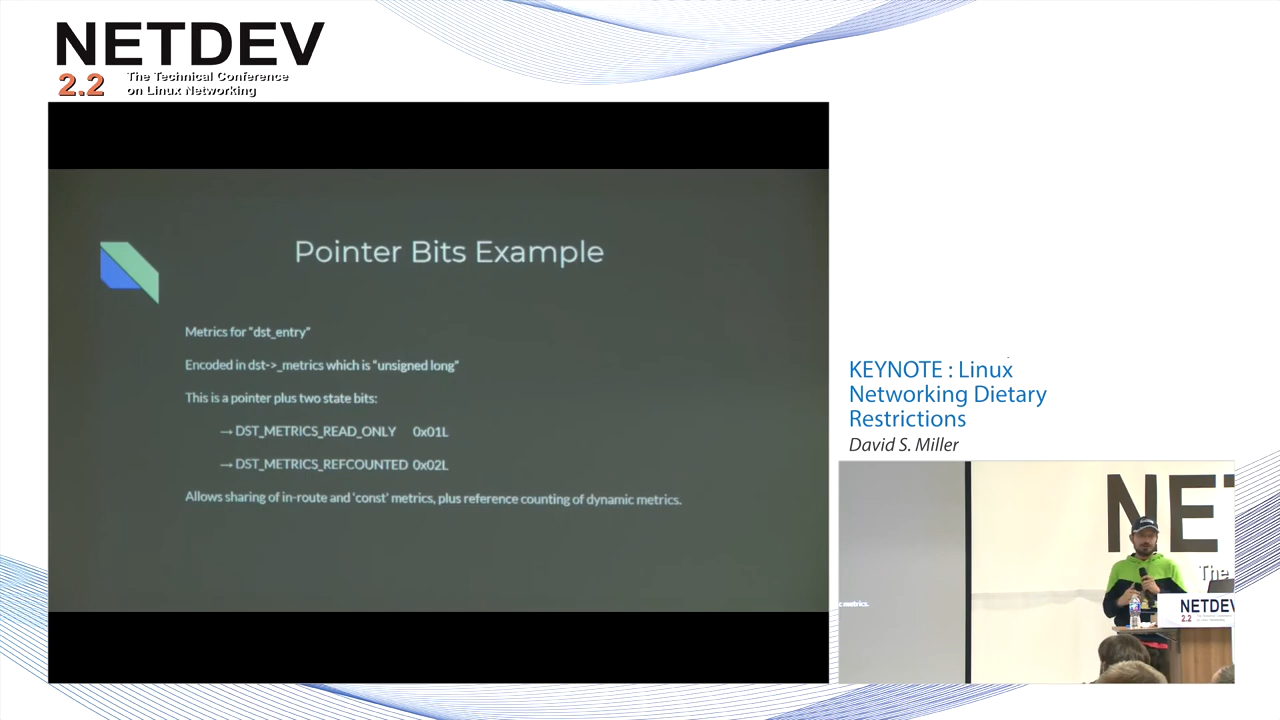 NETDEV
2.2
The Technical Conference
on Linux Networking
Pointer Bits Example
Metrics for "dst_entry"
Encoded in dst->_metrics which is "unsigned long"
This is a pointer plus two state bits:
→ DST_METRICS_READ_ONLY 0x01L
→ DST_METRICS_REFCOUNTED 0x02L
Allows sharing of in-route and 'const' metrics, plus reference counting of dynamic metrics.
KEYNOTE : Linux
Networking Dietary
Restrictions
David S. Miller
NET
The
c metrics.
NETDEV
2.2